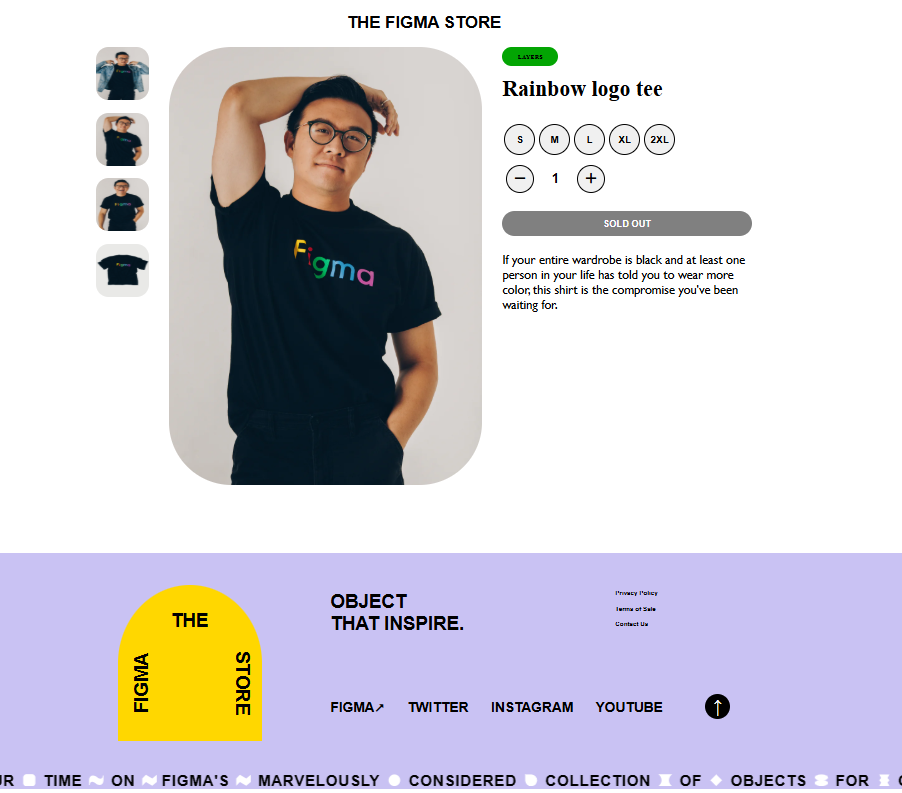 THE FIGMA STORE
LAYERS
Rainbow logo tee
S M L XL 2XL
− 1 +
SOLD OUT
If your entire wardrobe is black and at least one
person in your life has told you to wear more
color, this shirt is the compromise you've been
waiting for.
Figma
THE
FIGMA
STORE
OBJECT
THAT INSPIRE.
Privacy Policy
Terms of Sale
Contact Us
FIGMA↗ TWITTER INSTAGRAM YOUTUBE ↑
UR TIME ON FIGMA'S MARVELOUSLY CONSIDERED COLLECTION OF OBJECTS FOR